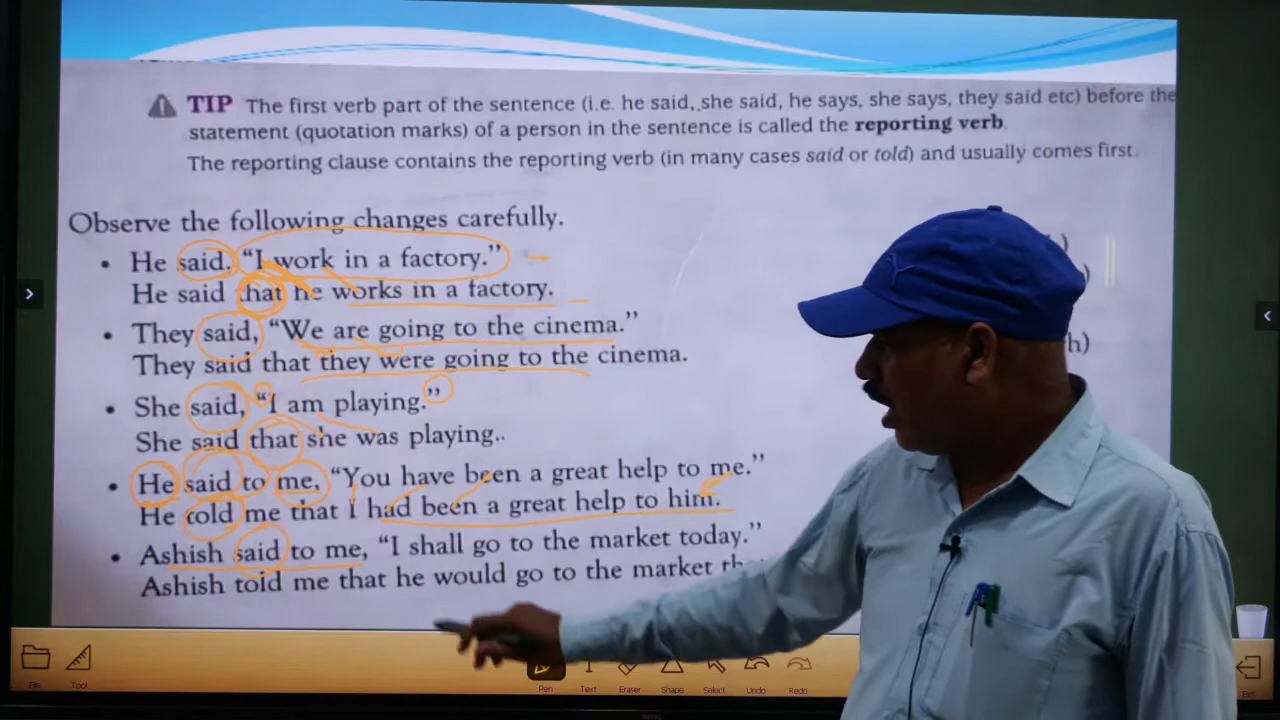 TIP The first verb part of the sentence (i.e. he said, she said, he says, she says, they said etc) before the
statement (quotation marks) of a person in the sentence is called the reporting verb.
The reporting clause contains the reporting verb (in many cases said or told) and usually comes first.
Observe the following changes carefully.
• He said, “I work in a factory.”
He said that he works in a factory.
• They said, “We are going to the cinema.”
They said that they were going to the cinema.
• She said, “I am playing.”
She said that she was playing..
• He said to me, “You have been a great help to me.”
He told me that I had been a great help to him.
• Ashish said to me, “I shall go to the market today.”
Ashish told me that he would go to the market
h)
File Tool Pen Text Eraser Shape Select Undo Redo